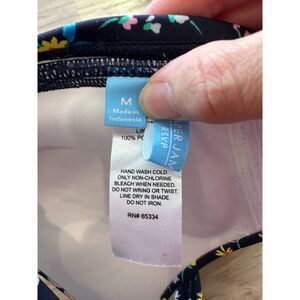 M
Made in
Indonesia
100%
HAND WASH COLD.
ONLY NON-CHLORINE
BLEACH WHEN NEEDED.
DO NOT WRING OR TWIST.
LINE DRY IN SHADE.
DO NOT IRON.
RN# 65334
RSVP